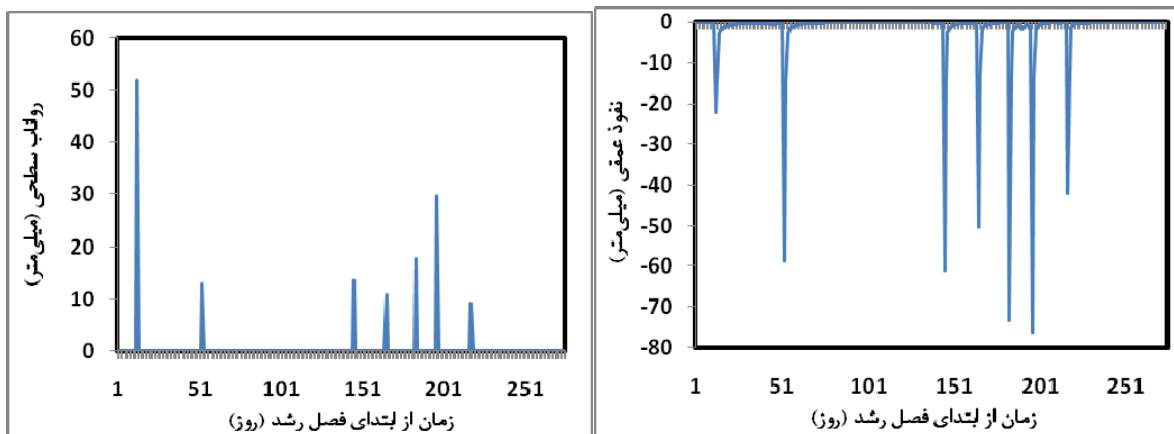 60
50
40
30
20
10
0
رواناب سطحی (میلی‌متر)
1 51 101 151 201 251
زمان از ابتدای فصل رشد (روز)
0
-10
-20
-30
-40
-50
-60
-70
-80
نفوذ عمقی (میلی‌متر)
1 51 101 151 201 251
زمان از ابتدای فصل رشد (روز)